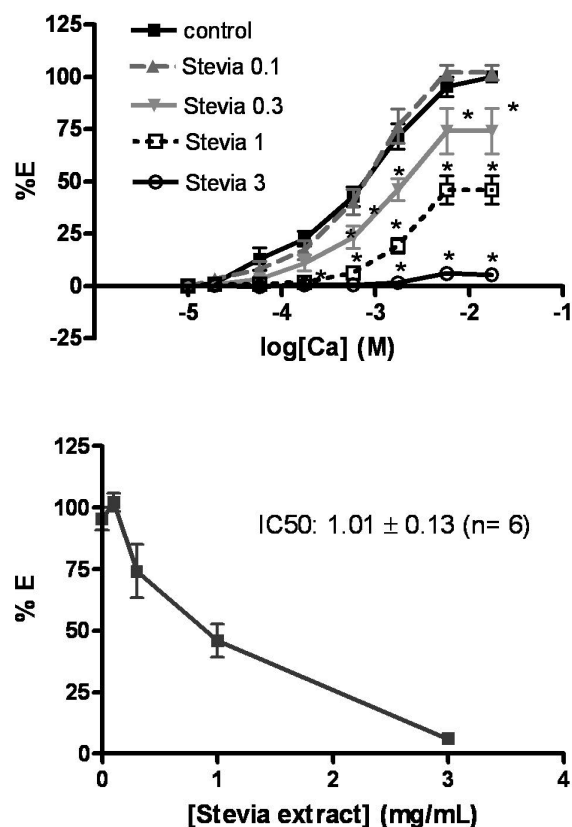 control
Stevia 0.1
Stevia 0.3
Stevia 1
Stevia 3
%E
125
100
75
50
25
0
-25
* *
* * *
* * * *
* * * * *
-5 -4 -3 -2 -1
log[Ca] (M)
% E
125
100
75
50
25
0
IC50: 1.01 ± 0.13 (n= 6)
0 1 2 3 4
[Stevia extract] (mg/mL)